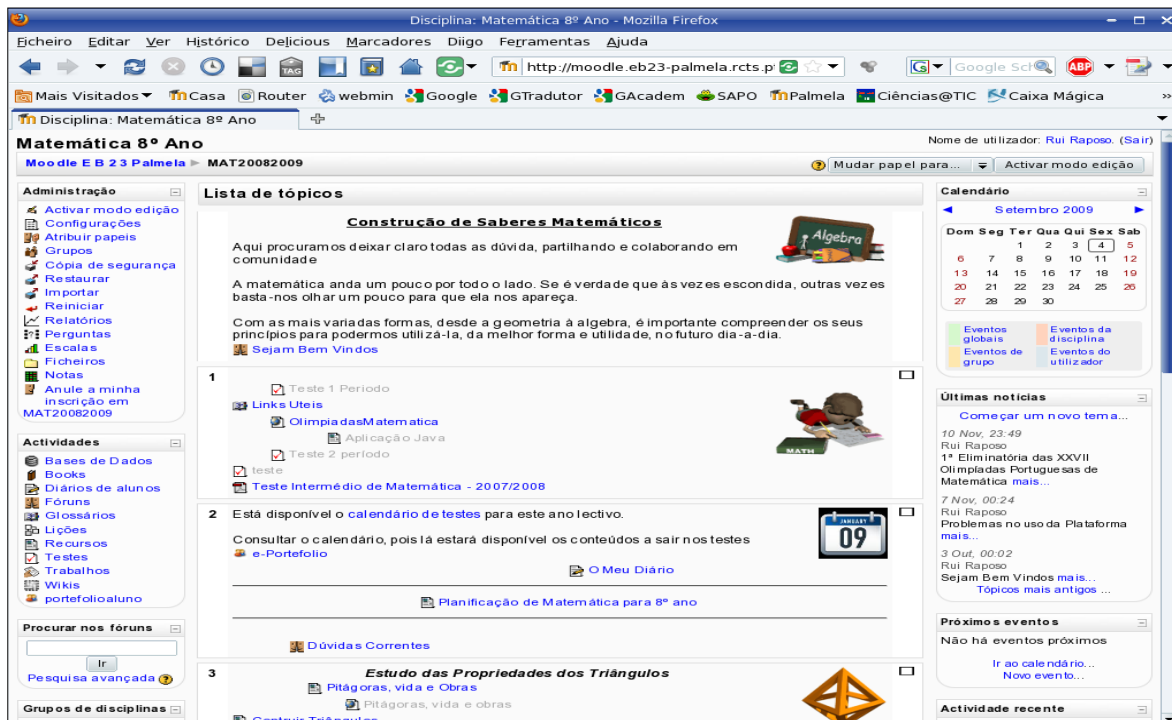 Disciplina: Matemática 8º Ano - Mozilla Firefox
Ficheiro Editar Ver Histórico Delicious Marcadores Diigo Ferramentas Ajuda
TAG
http://moodle.eb23-palmela.rcts.p
Google Sch
ABP
Mais Visitados Casa Router webmin Google GTradutor GAcadem SAPO Palmela Ciências@TIC Caixa Mágica »
Disciplina: Matemática 8º Ano
Matemática 8º Ano
Nome de utilizador: Rui Raposo. (Sair)
Moodle E B 2 3 Palmela ► MAT20082009
Mudar papel para...
Activar modo edição
Administração
Activar modo edição
Configurações
Atribuir papeis
Grupos
Cópia de segurança
Restaurar
Importar
Reiniciar
Relatórios
Perguntas
Escalas
Ficheiros
Notas
Anule a minha
inscrição em
MAT20082009
Actividades
Bases de Dados
Books
Diários de alunos
Fóruns
Glossários
Lições
Recursos
Testes
Trabalhos
Wikis
portefolioaluno
Procurar nos fóruns
Ir
Pesquisa avançada
Grupos de disciplinas
Lista de tópicos
Construção de Saberes Matemáticos
Algebra
Aqui procuramos deixar claro todas as dúvida, partilhando e colaborando em
comunidade
A matemática anda um pouco por todo o lado. Se é verdade que às vezes escondida, outras vezes
basta-nos olhar um pouco para que ela nos apareça.
Com as mais variadas formas, desde a geometria à algebra, é importante compreender os seus
princípios para podermos utilizá-la, da melhor forma e utilidade, no futuro dia-a-dia.
Sejam Bem Vindos
1
Teste 1 Periodo
Links Uteis
OlimpiadasMatematica
Aplicação Java
Teste 2 período
teste
Teste Intermédio de Matemática - 2007/2008
MATH
2 Está disponível o calendário de testes para este ano lectivo.
Consultar o calendário, pois lá estará disponível os conteúdos a sair nos testes
e-Portefolio
O Meu Diário
Planificação de Matemática para 8º ano
Dúvidas Correntes
JANUARY
09
3 Estudo das Propriedades dos Triângulos
Pitágoras, vida e Obras
Pitágoras, vida e obras
Contruir Triângulos
Calendário
◄ Setembro 2009 ►
Dom Seg Ter Qua Qui Sex Sab
1 2 3 4 5
6 7 8 9 10 11 12
13 14 15 16 17 18 19
20 21 22 23 24 25 26
27 28 29 30
Eventos globais
Eventos da disciplina
Eventos de grupo
Eventos do utilizador
Últimas notícias
Começar um novo tema...
10 Nov, 23:49
Rui Raposo
1ª Eliminatória das XXVII
Olimpíadas Portuguesas de
Matemática mais...
7 Nov, 00:24
Rui Raposo
Problemas no uso da Plataforma
mais...
3 Out, 00:02
Rui Raposo
Sejam Bem Vindos mais...
Tópicos mais antigos ...
Próximos eventos
Não há eventos próximos
Ir ao calendário...
Novo evento...
Actividade recente